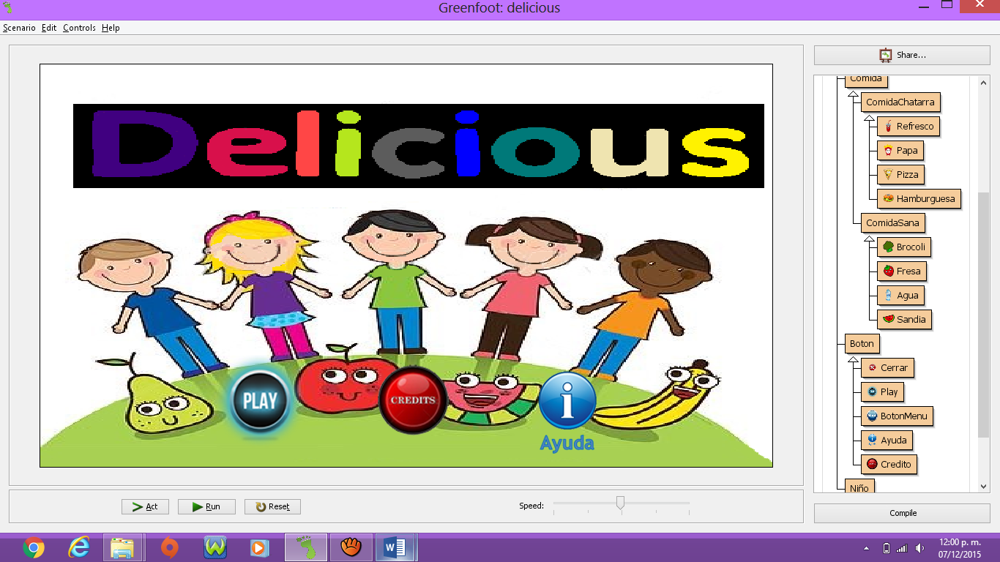 Greenfoot: delicious
Scenario Edit Controls Help
Share...
Delicious
PLAY
CREDITS
i
Ayuda
Comida
ComidaChatarra
Refresco
Papa
Pizza
Hamburguesa
ComidaSana
Brocoli
Fresa
Agua
Sandia
Boton
Cerrar
Play
BotonMenu
Ayuda
Credito
Niño
Act Run Reset Speed:
Compile
12:00 p. m.
07/12/2015